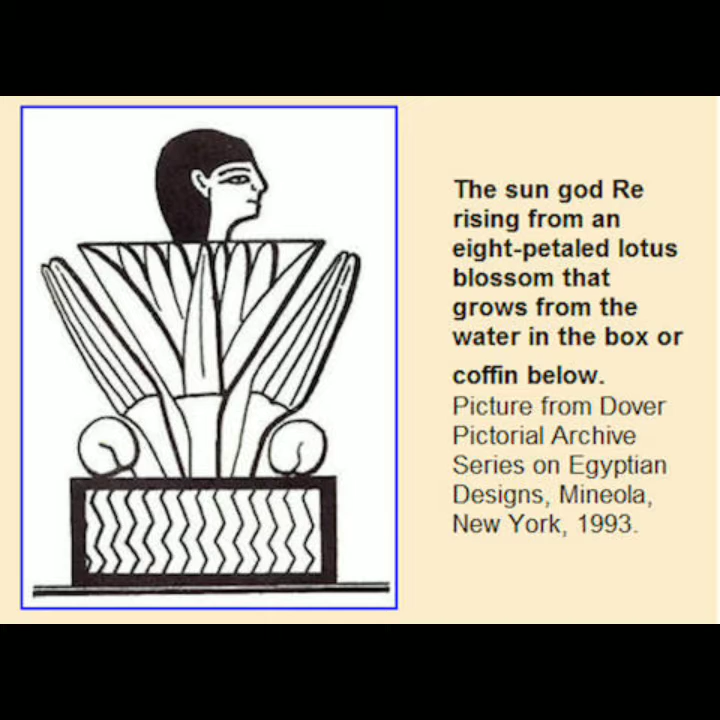 The sun god Re
rising from an
eight-petaled lotus
blossom that
grows from the
water in the box or
coffin below.
Picture from Dover
Pictorial Archive
Series on Egyptian
Designs, Mineola,
New York, 1993.